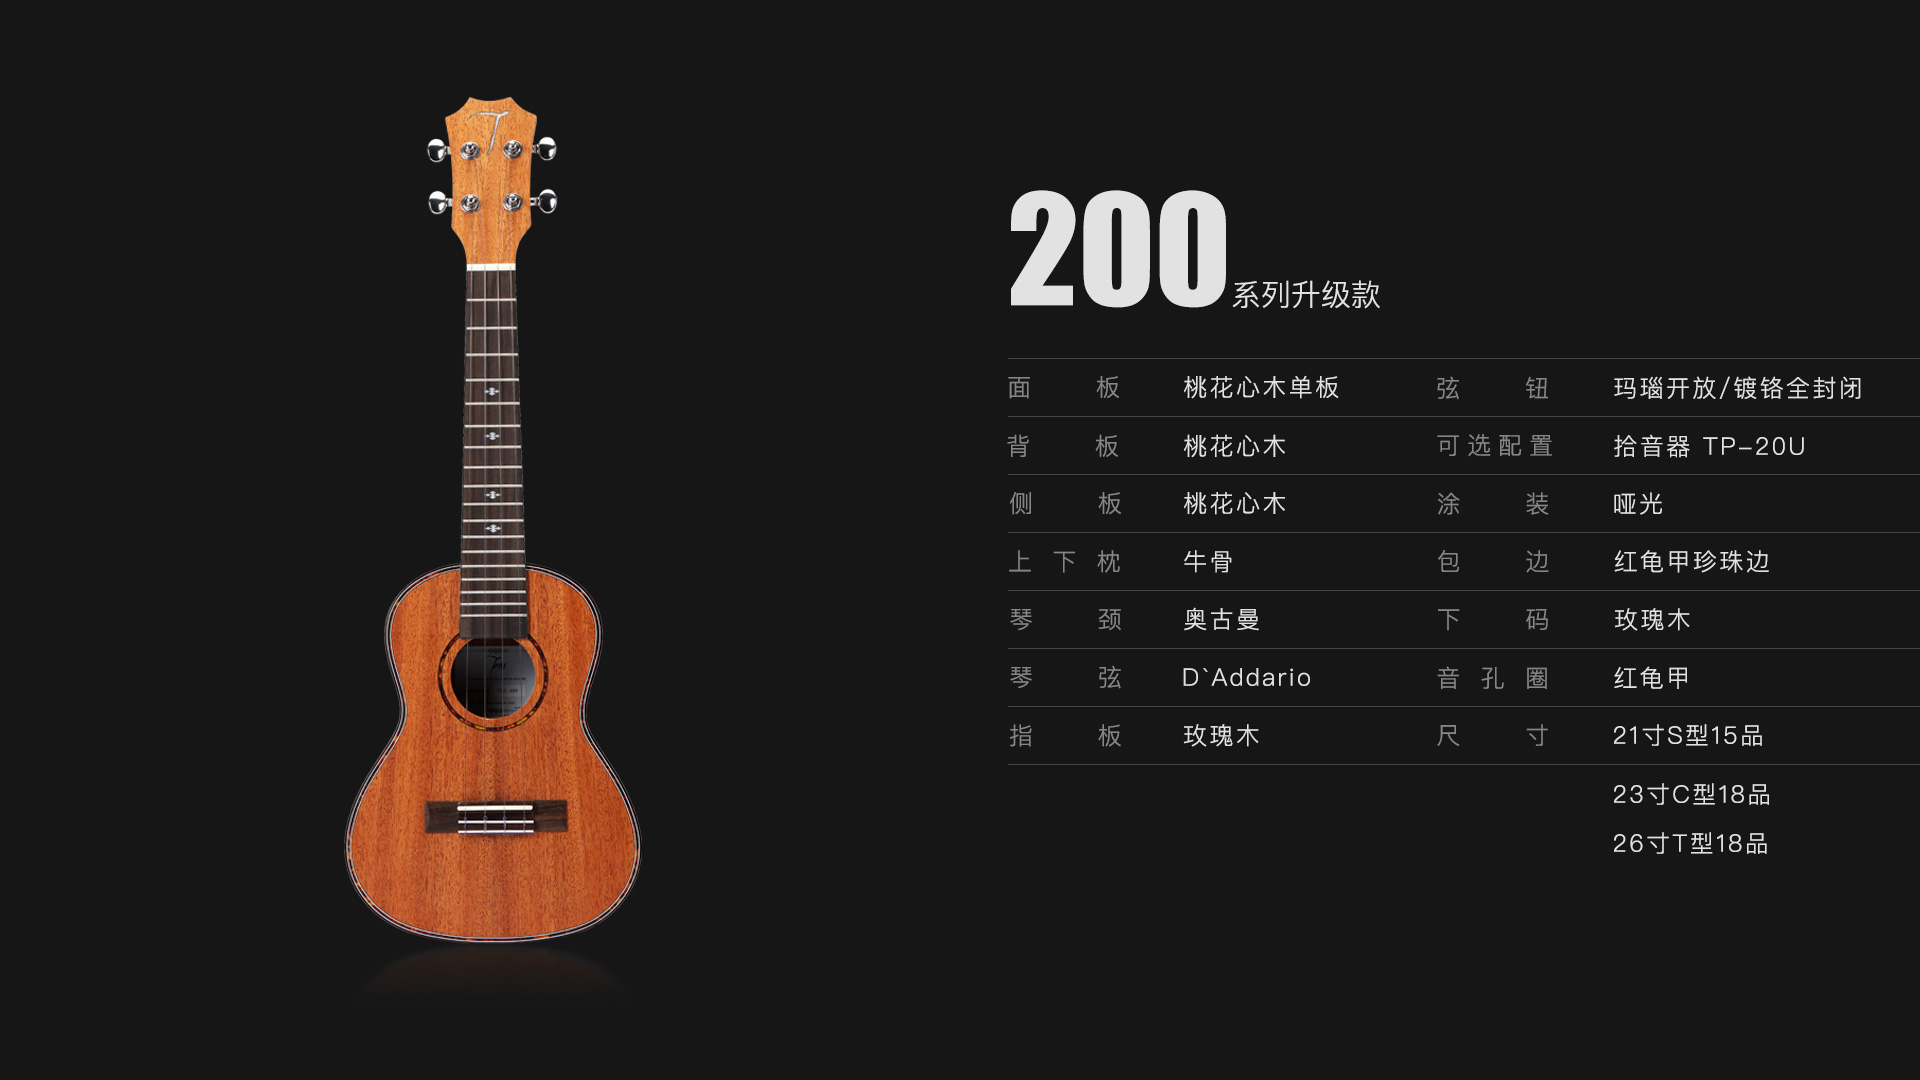 200 系列升级款
面板 桃花心木单板 弦钮 玛瑙开放/镀铬全封闭
背板 桃花心木 可选配置 拾音器 TP-20U
侧板 桃花心木 涂装 哑光
上下枕 牛骨 包边 红龟甲珍珠边
琴颈 奥古曼 下码 玫瑰木
琴弦 D`Addario 音孔圈 红龟甲
指板 玫瑰木 尺寸 21寸S型15品
23寸C型18品
26寸T型18品